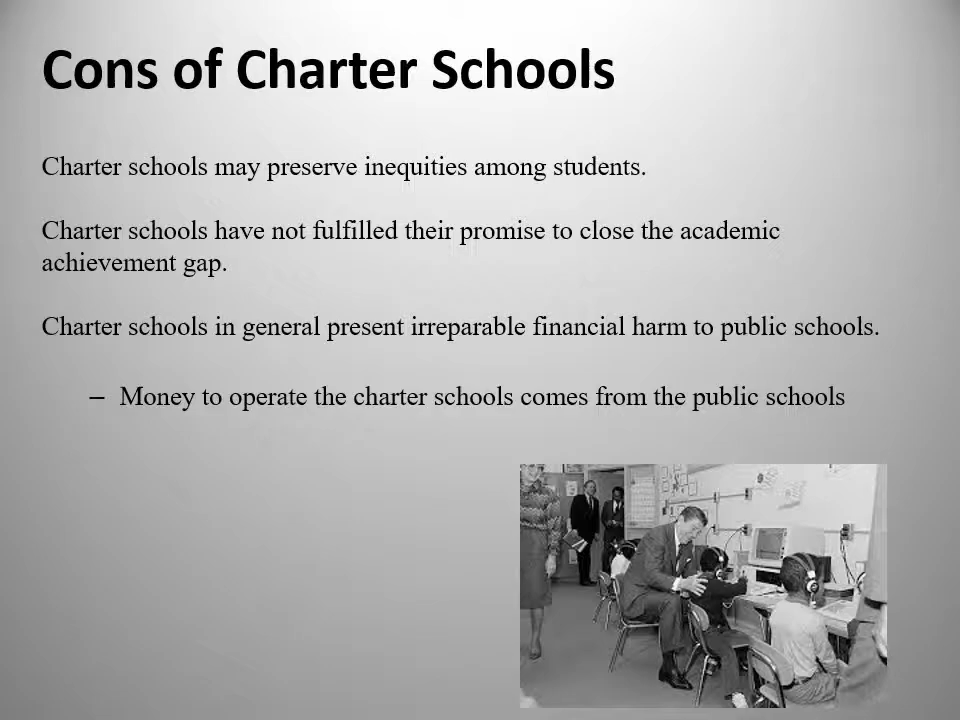 Cons of Charter Schools
Charter schools may preserve inequities among students.
Charter schools have not fulfilled their promise to close the academic
achievement gap.
Charter schools in general present irreparable financial harm to public schools.
– Money to operate the charter schools comes from the public schools